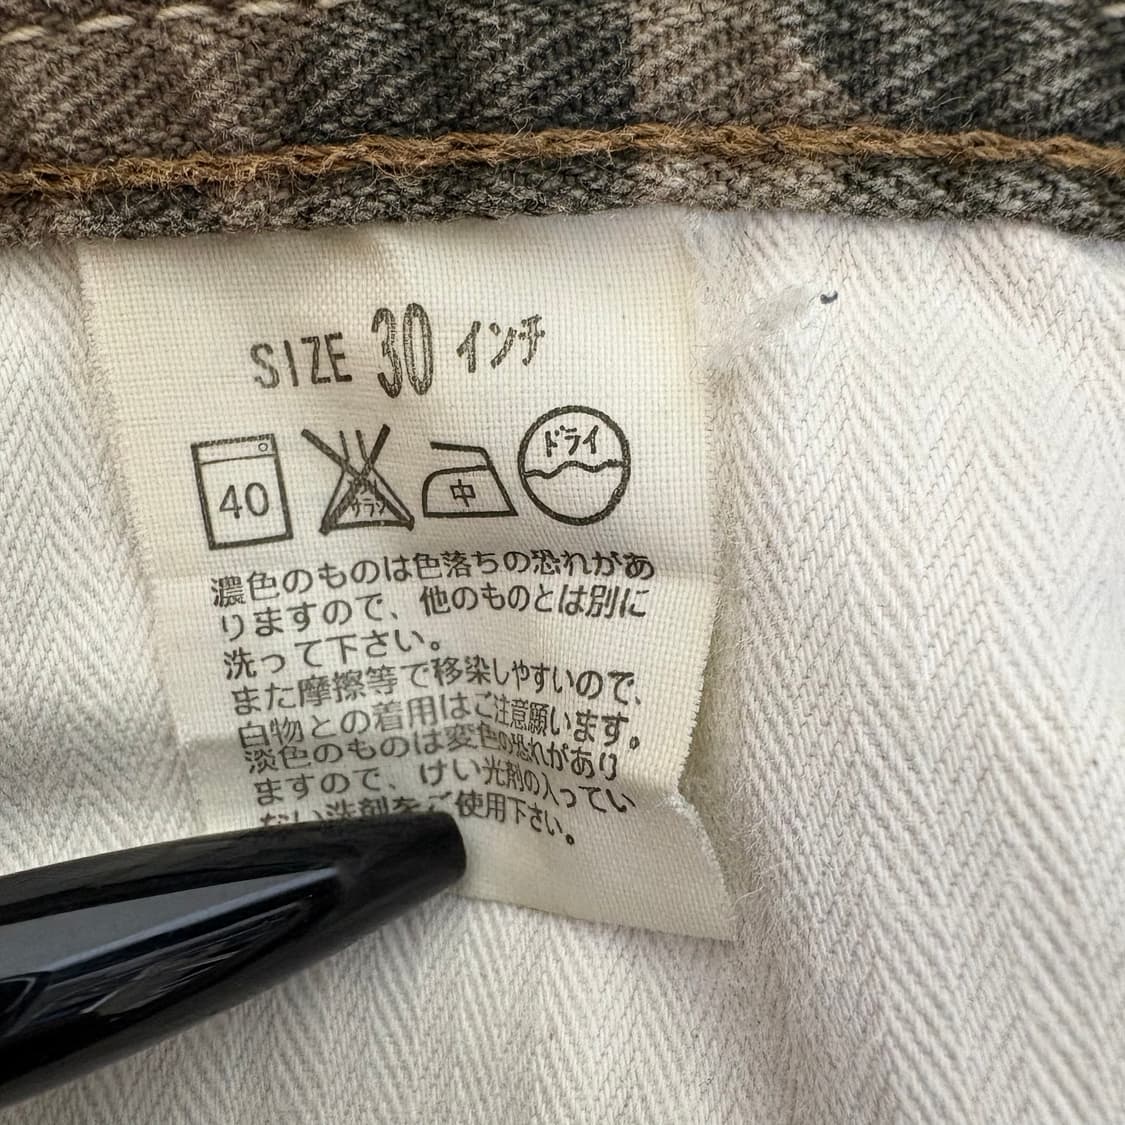 SIZE 30 インチ
40 サラシ 中 ドライ
濃色のものは色落ちの恐れがあ
りますので、他のものとは別に
洗って下さい。
また摩擦等で移染しやすいので、
白物との着用はご注意願います。
淡色のものは変色の恐れがあり
ますので、けい光剤の入ってい
ない洗剤をご使用下さい。